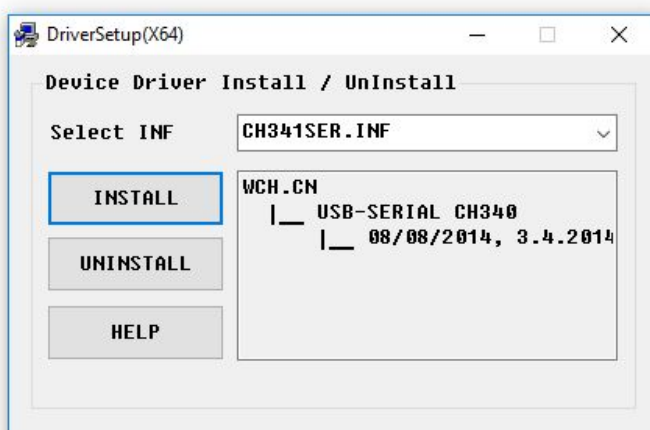 DriverSetup(X64)
Device Driver Install / UnInstall
Select INF
CH341SER.INF
INSTALL
UNINSTALL
HELP
WCH.CN
|__ USB-SERIAL CH340
|__ 08/08/2014, 3.4.2014